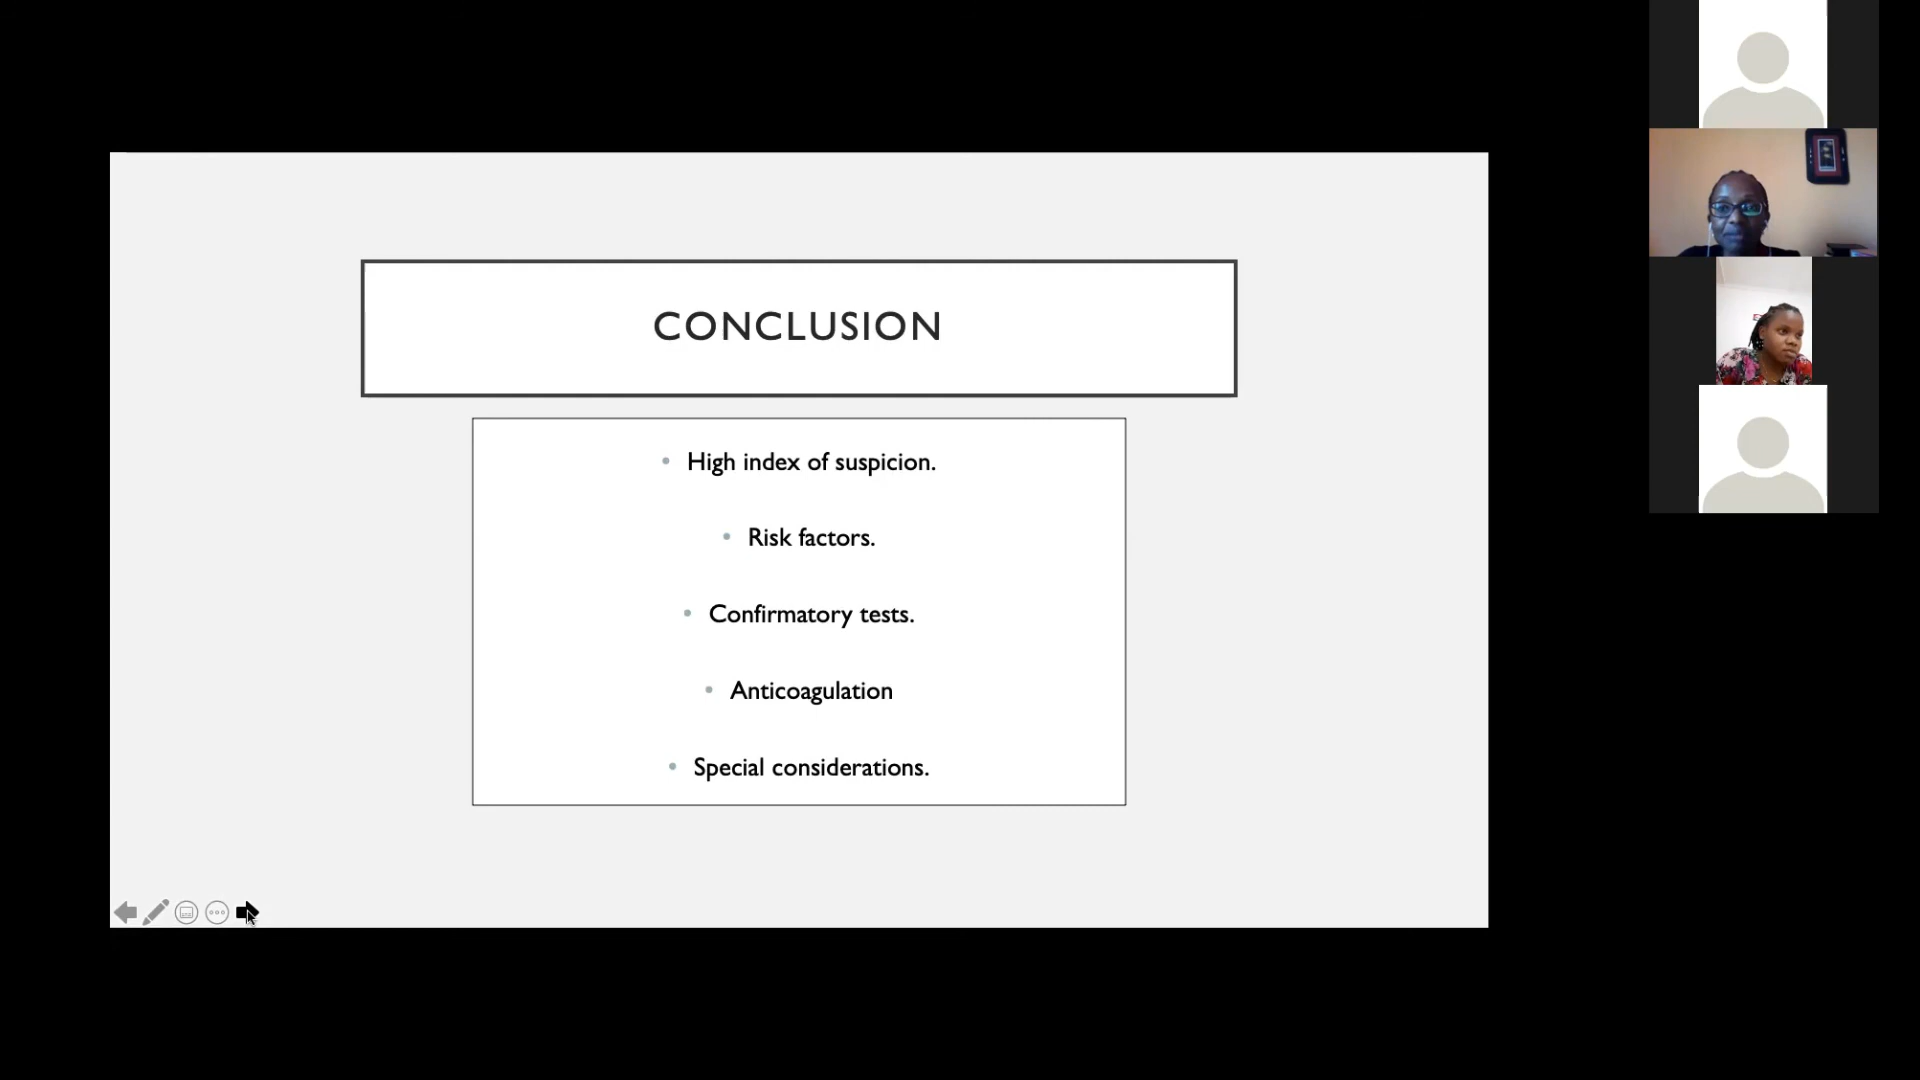 CONCLUSION
• High index of suspicion.
• Risk factors.
• Confirmatory tests.
• Anticoagulation
• Special considerations.